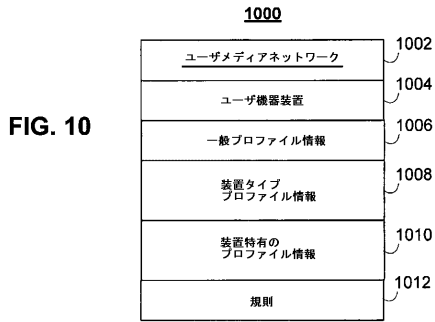 1000
FIG. 10
ユーザメディアネットワーク
1002
ユーザ機器装置
1004
一般プロファイル情報
1006
装置タイプ
プロファイル情報
1008
装置特有の
プロファイル情報
1010
規則
1012